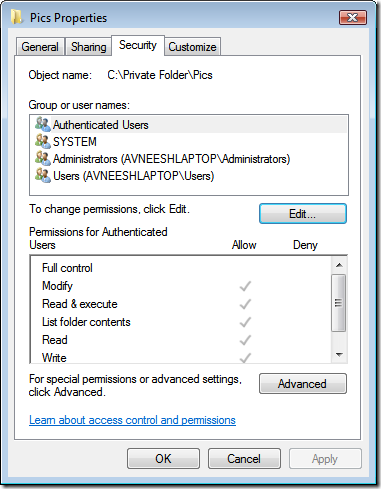 Pics Properties
General Sharing Security Customize
Object name: C:\Private Folder\Pics
Group or user names:
Authenticated Users
SYSTEM
Administrators (AVNEESHLAPTOP\Administrators)
Users (AVNEESHLAPTOP\Users)
To change permissions, click Edit.
Edit...
Permissions for Authenticated
Users Allow Deny
Full control
Modify
Read & execute
List folder contents
Read
Write
For special permissions or advanced settings,
click Advanced.
Advanced
Learn about access control and permissions
OK Cancel Apply